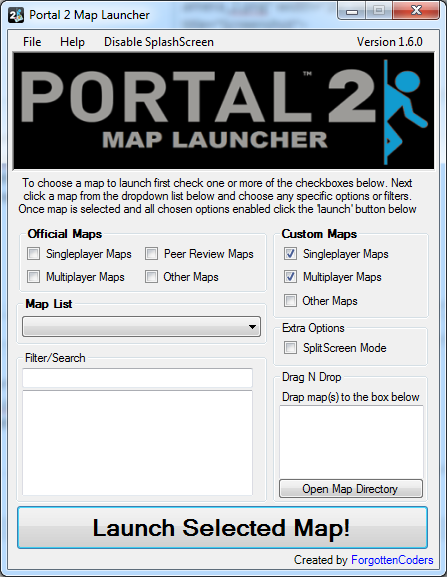 Portal 2 Map Launcher
File Help Disable SplashScreen Version 1.6.0
PORTAL 2
™
MAP LAUNCHER
To choose a map to launch first check one or more of the checkboxes below. Next
click a map from the dropdown list below and choose any specific options or filters.
Once map is selected and all chosen options enabled click the 'launch' button below
Official Maps
Singleplayer Maps Peer Review Maps
Multiplayer Maps Other Maps
Custom Maps
Singleplayer Maps
Multiplayer Maps
Other Maps
Map List
Extra Options
SplitScreen Mode
Filter/Search
Drag N Drop
Drap map(s) to the box below
Open Map Directory
Launch Selected Map!
Created by ForgottenCoders